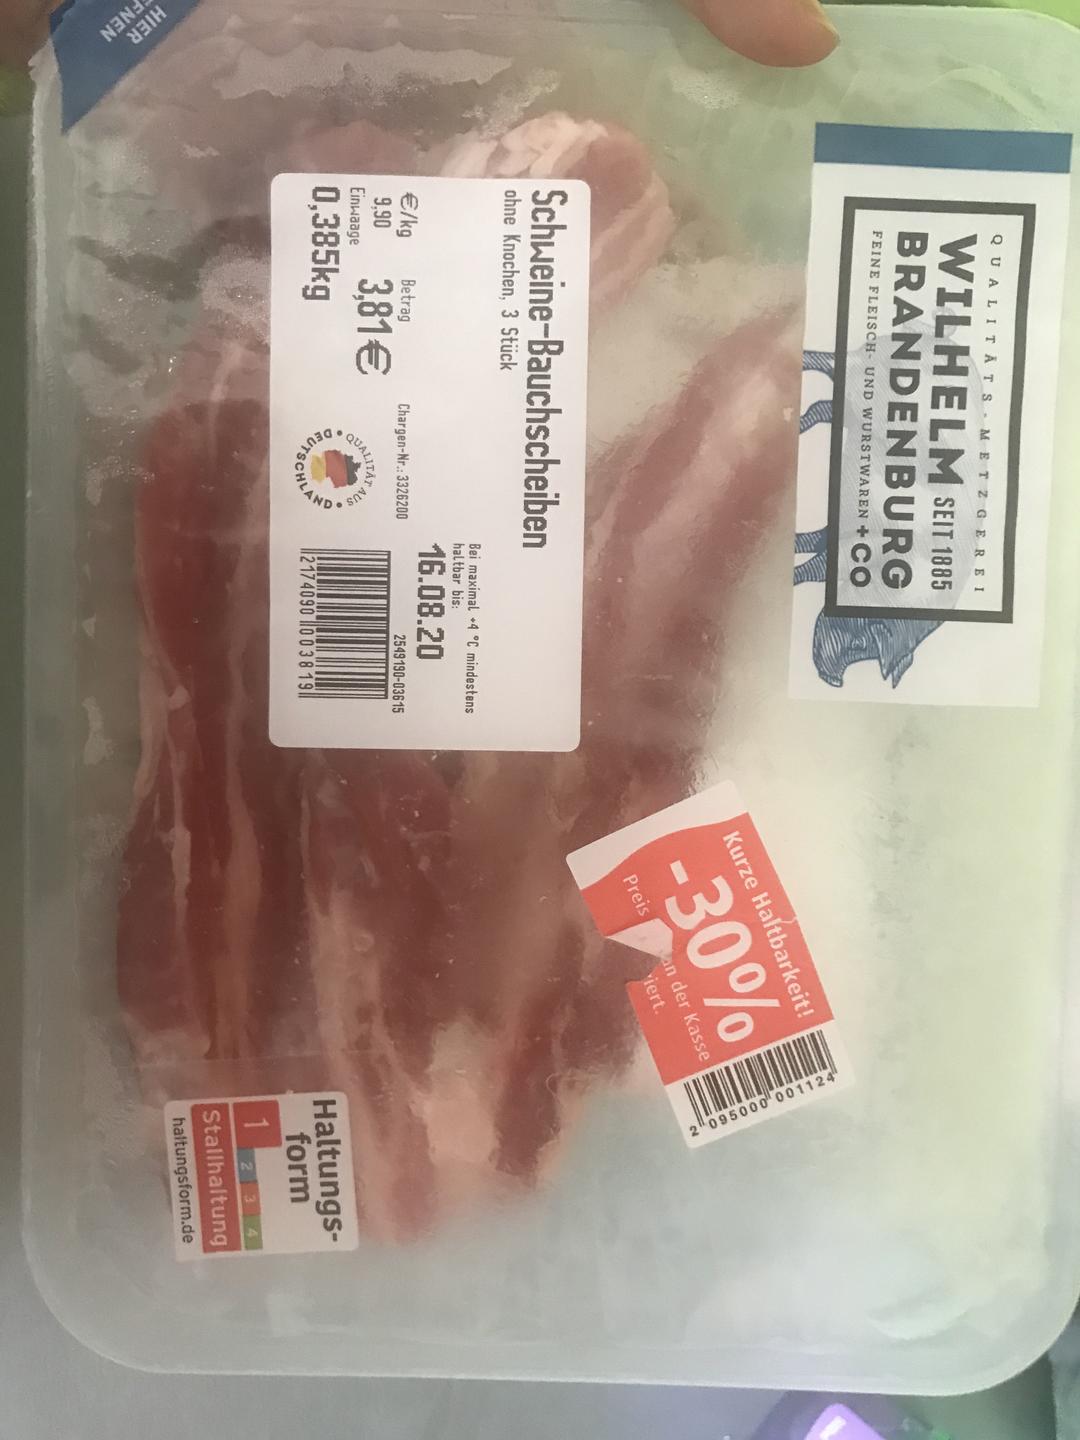 HIER
QUALITÄTS-METZGEREI
WILHELM SEIT 1885
BRANDENBURG
FEINE FLEISCH- UND WURSTWAREN +CO
Schweine-Bauchscheiben
ohne Knochen, 3 Stück
Bei maximal +4 °C mindestens
haltbar bis:
16.08.20
€/kg Betrag Chargen-Nr.: 3326200
9,90 3,81€
Einwaage
0,385kg
QUALITÄT AUS
DEUTSCHLAND
2549190-03615
2174090 003819
Kurze Haltbarkeit!
-30%
Preis an der Kasse
2 095000 001124
Haltungs-
form
1 2 3 4
Stallhaltung
haltungsform.de